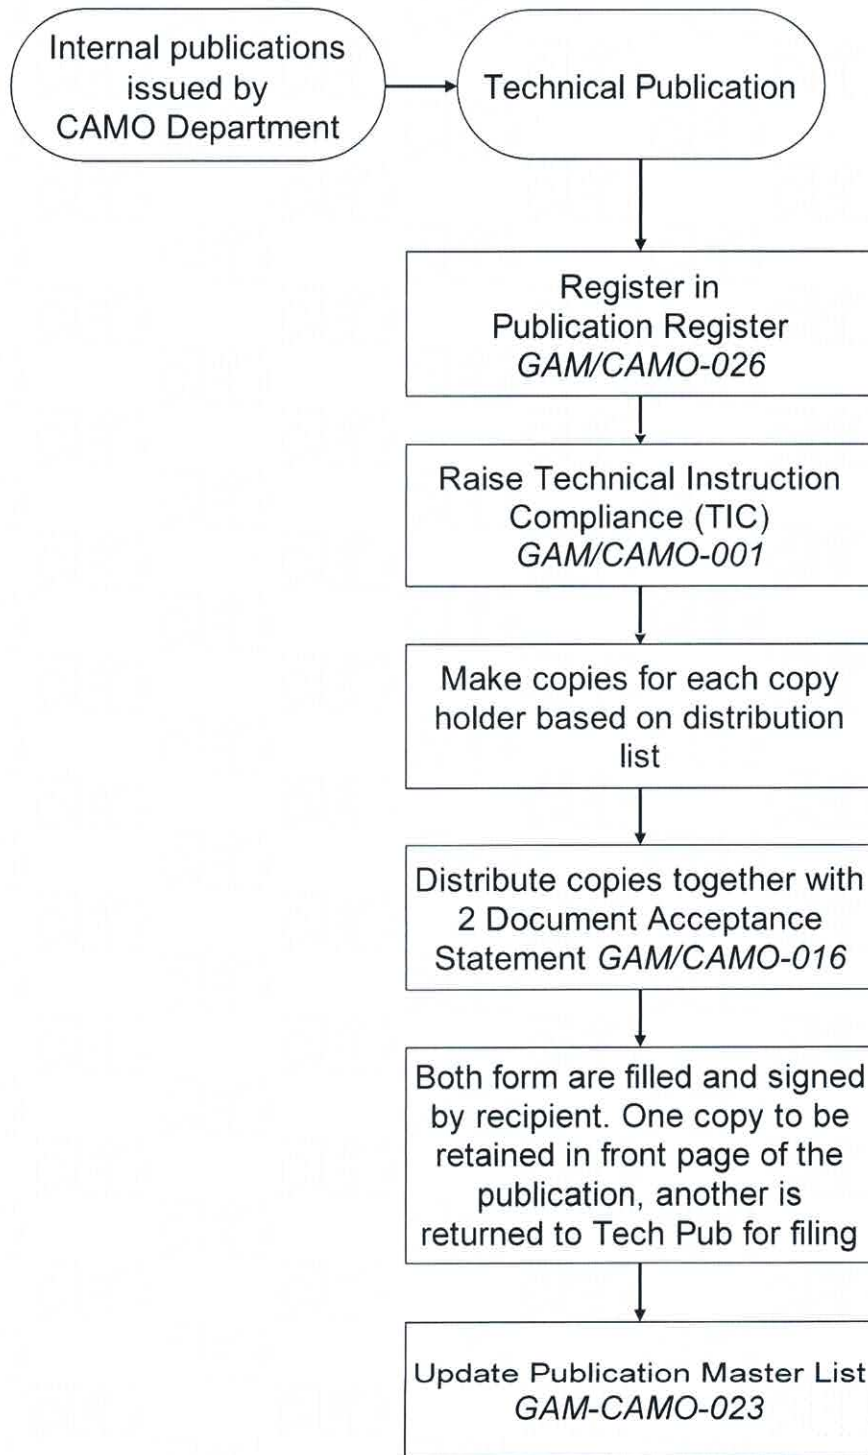 Internal publications
issued by
CAMO Department
Technical Publication
Register in
Publication Register
GAM/CAMO-026
Raise Technical Instruction
Compliance (TIC)
GAM/CAMO-001
Make copies for each copy
holder based on distribution
list
Distribute copies together with
2 Document Acceptance
Statement GAM/CAMO-016
Both form are filled and signed
by recipient. One copy to be
retained in front page of the
publication, another is
returned to Tech Pub for filing
Update Publication Master List
GAM-CAMO-023